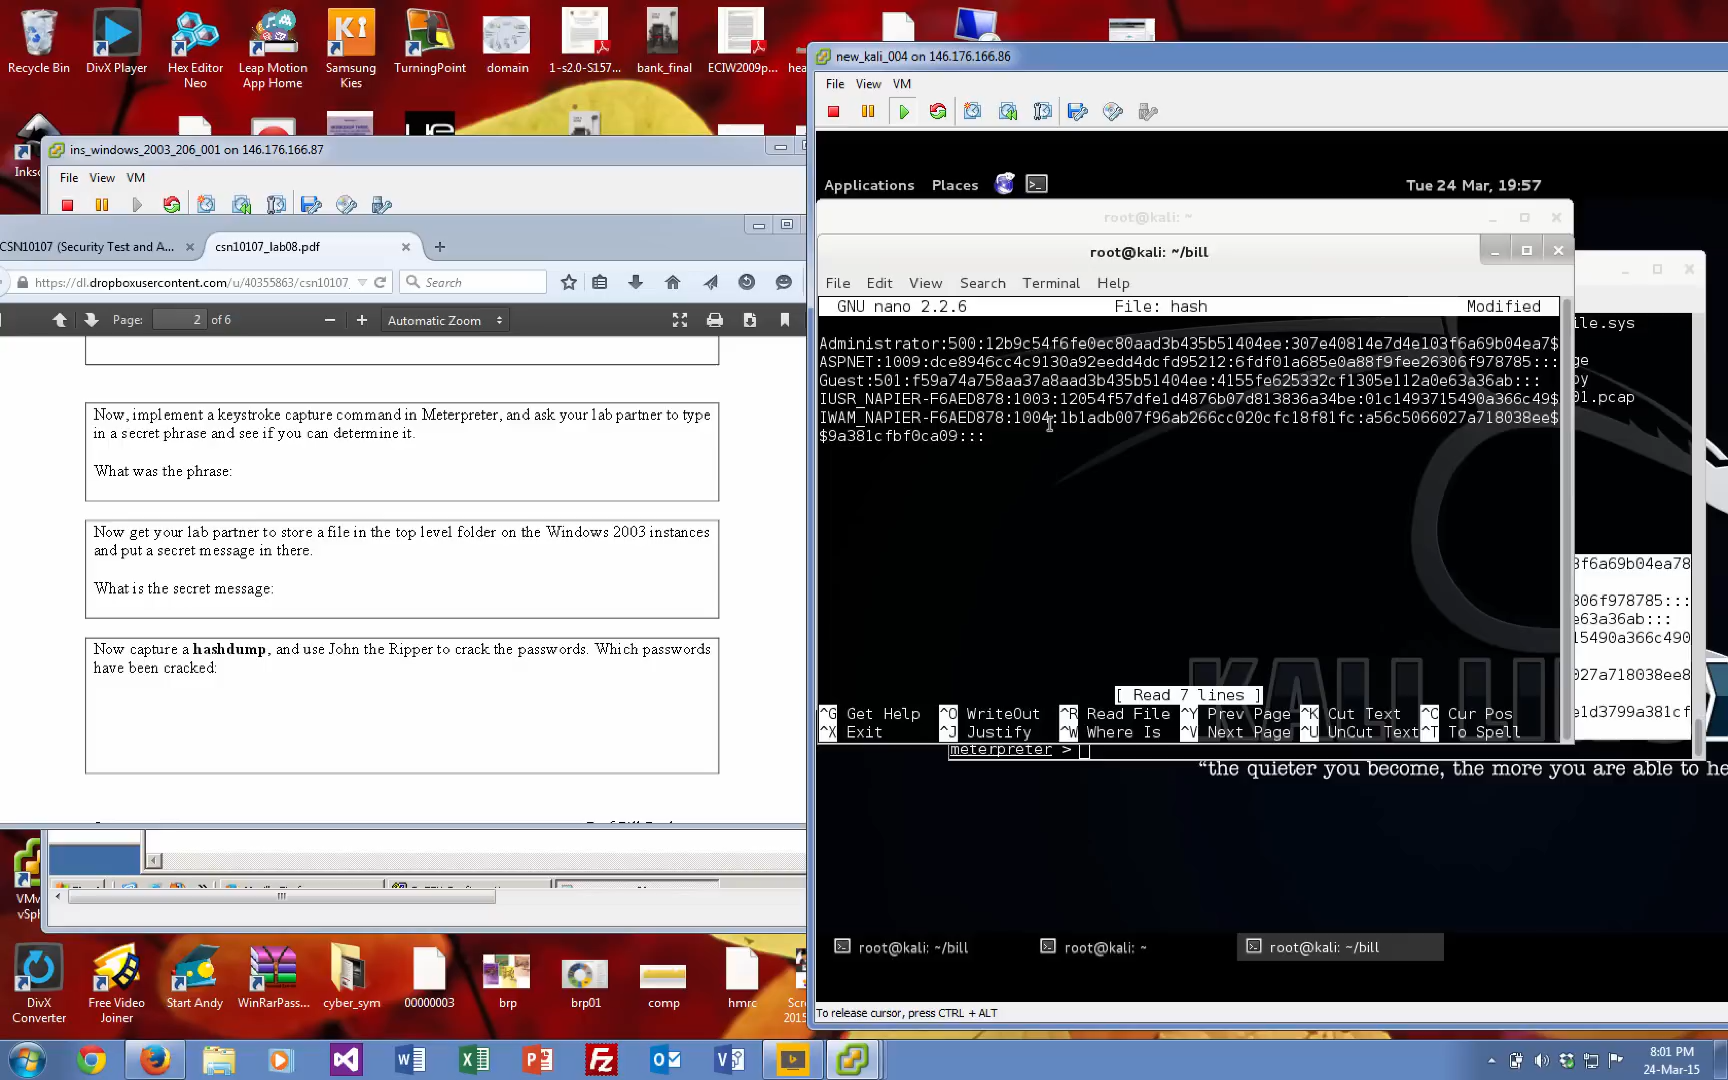 Recycle Bin
DivX Player
Hex Editor
Neo
Leap Motion
App Home
Samsung
Kies
TurningPoint
domain
1-s2.0-S157...
bank_final
ECIW2009p...
new_kali_004 on 146.176.166.86
File View VM
ins_windows_2003_206_001 on 146.176.166.87
File View VM
Applications Places
Tue 24 Mar, 19:57
root@kali: ~
CSN10107 (Security Test and A...
csn10107_lab08.pdf
https://dl.dropboxusercontent.com/u/40355863/csn10107_
Search
Page: 2 of 6
Automatic Zoom
Now, implement a keystroke capture command in Meterpreter, and ask your lab partner to type
in a secret phrase and see if you can determine it.
What was the phrase:
Now get your lab partner to store a file in the top level folder on the Windows 2003 instances
and put a secret message in there.
What is the secret message:
Now capture a hashdump, and use John the Ripper to crack the passwords. Which passwords
have been cracked:
root@kali: ~/bill
File Edit View Search Terminal Help
GNU nano 2.2.6 File: hash Modified
Administrator:500:12b9c54f6fe0ec80aad3b435b51404ee:307e40814e7d4e103f6a69b04ea7$
ASPNET:1009:dce8946cc4c9130a92eedd4dcfd95212:6fdf01a685e0a88f9fee26306f978785:::
Guest:501:f59a74a758aa37a8aad3b435b51404ee:4155fe625332cf1305e112a0e63a36ab:::
IUSR_NAPIER-F6AED878:1003:12054f57dfe1d4876b07d813836a34be:01c1493715490a366c49$
IWAM_NAPIER-F6AED878:1004:1b1adb007f96ab266cc020cfc18f81fc:a56c5066027a718038ee$
$9a381cfbf0ca09:::
[ Read 7 lines ]
^G Get Help ^O WriteOut ^R Read File ^Y Prev Page ^K Cut Text ^C Cur Pos
^X Exit ^J Justify ^W Where Is ^V Next Page ^U UnCut Text ^T To Spell
ile.sys
01.pcap
3f6a69b04ea78
306f978785:::
e63a36ab:::
15490a366c490
027a718038ee8
e1d3799a381cf
meterpreter >
"the quieter you become, the more you are able to he
root@kali: ~/bill
root@kali: ~
root@kali: ~/bill
DivX
Converter
Free Video
Joiner
Start Andy
WinRarPass...
cyber_sym
00000003
brp
brp01
comp
hmrc
To release cursor, press CTRL + ALT
8:01 PM
24-Mar-15